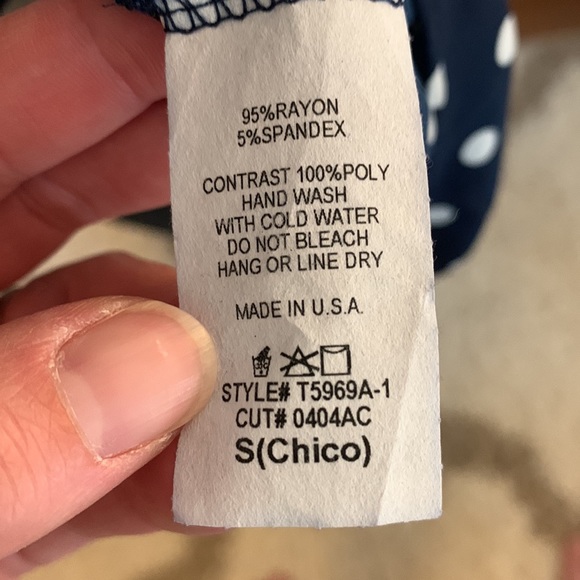 95%RAYON
5%SPANDEX
CONTRAST 100%POLY
HAND WASH
WITH COLD WATER
DO NOT BLEACH
HANG OR LINE DRY
MADE IN U.S.A.
STYLE# T5969A-1
CUT# 0404AC
S(Chico)